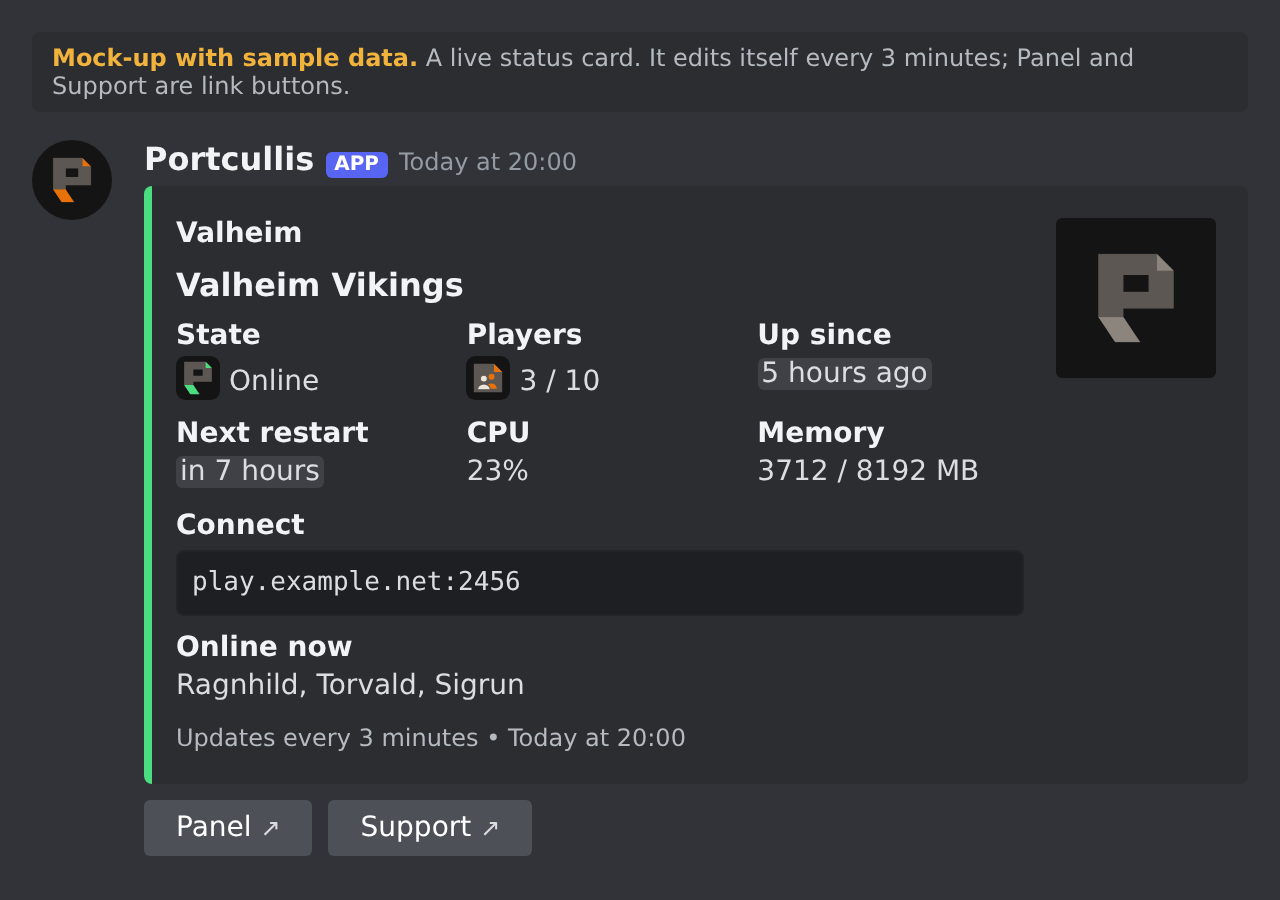 Mock-up with sample data. A live status card. It edits itself every 3 minutes; Panel and
Support are link buttons.
Portcullis APP Today at 20:00
Valheim
Valheim Vikings
State Players Up since
Online 3 / 10 5 hours ago
Next restart CPU Memory
in 7 hours 23% 3712 / 8192 MB
Connect
play.example.net:2456
Online now
Ragnhild, Torvald, Sigrun
Updates every 3 minutes • Today at 20:00
Panel ↗ Support ↗